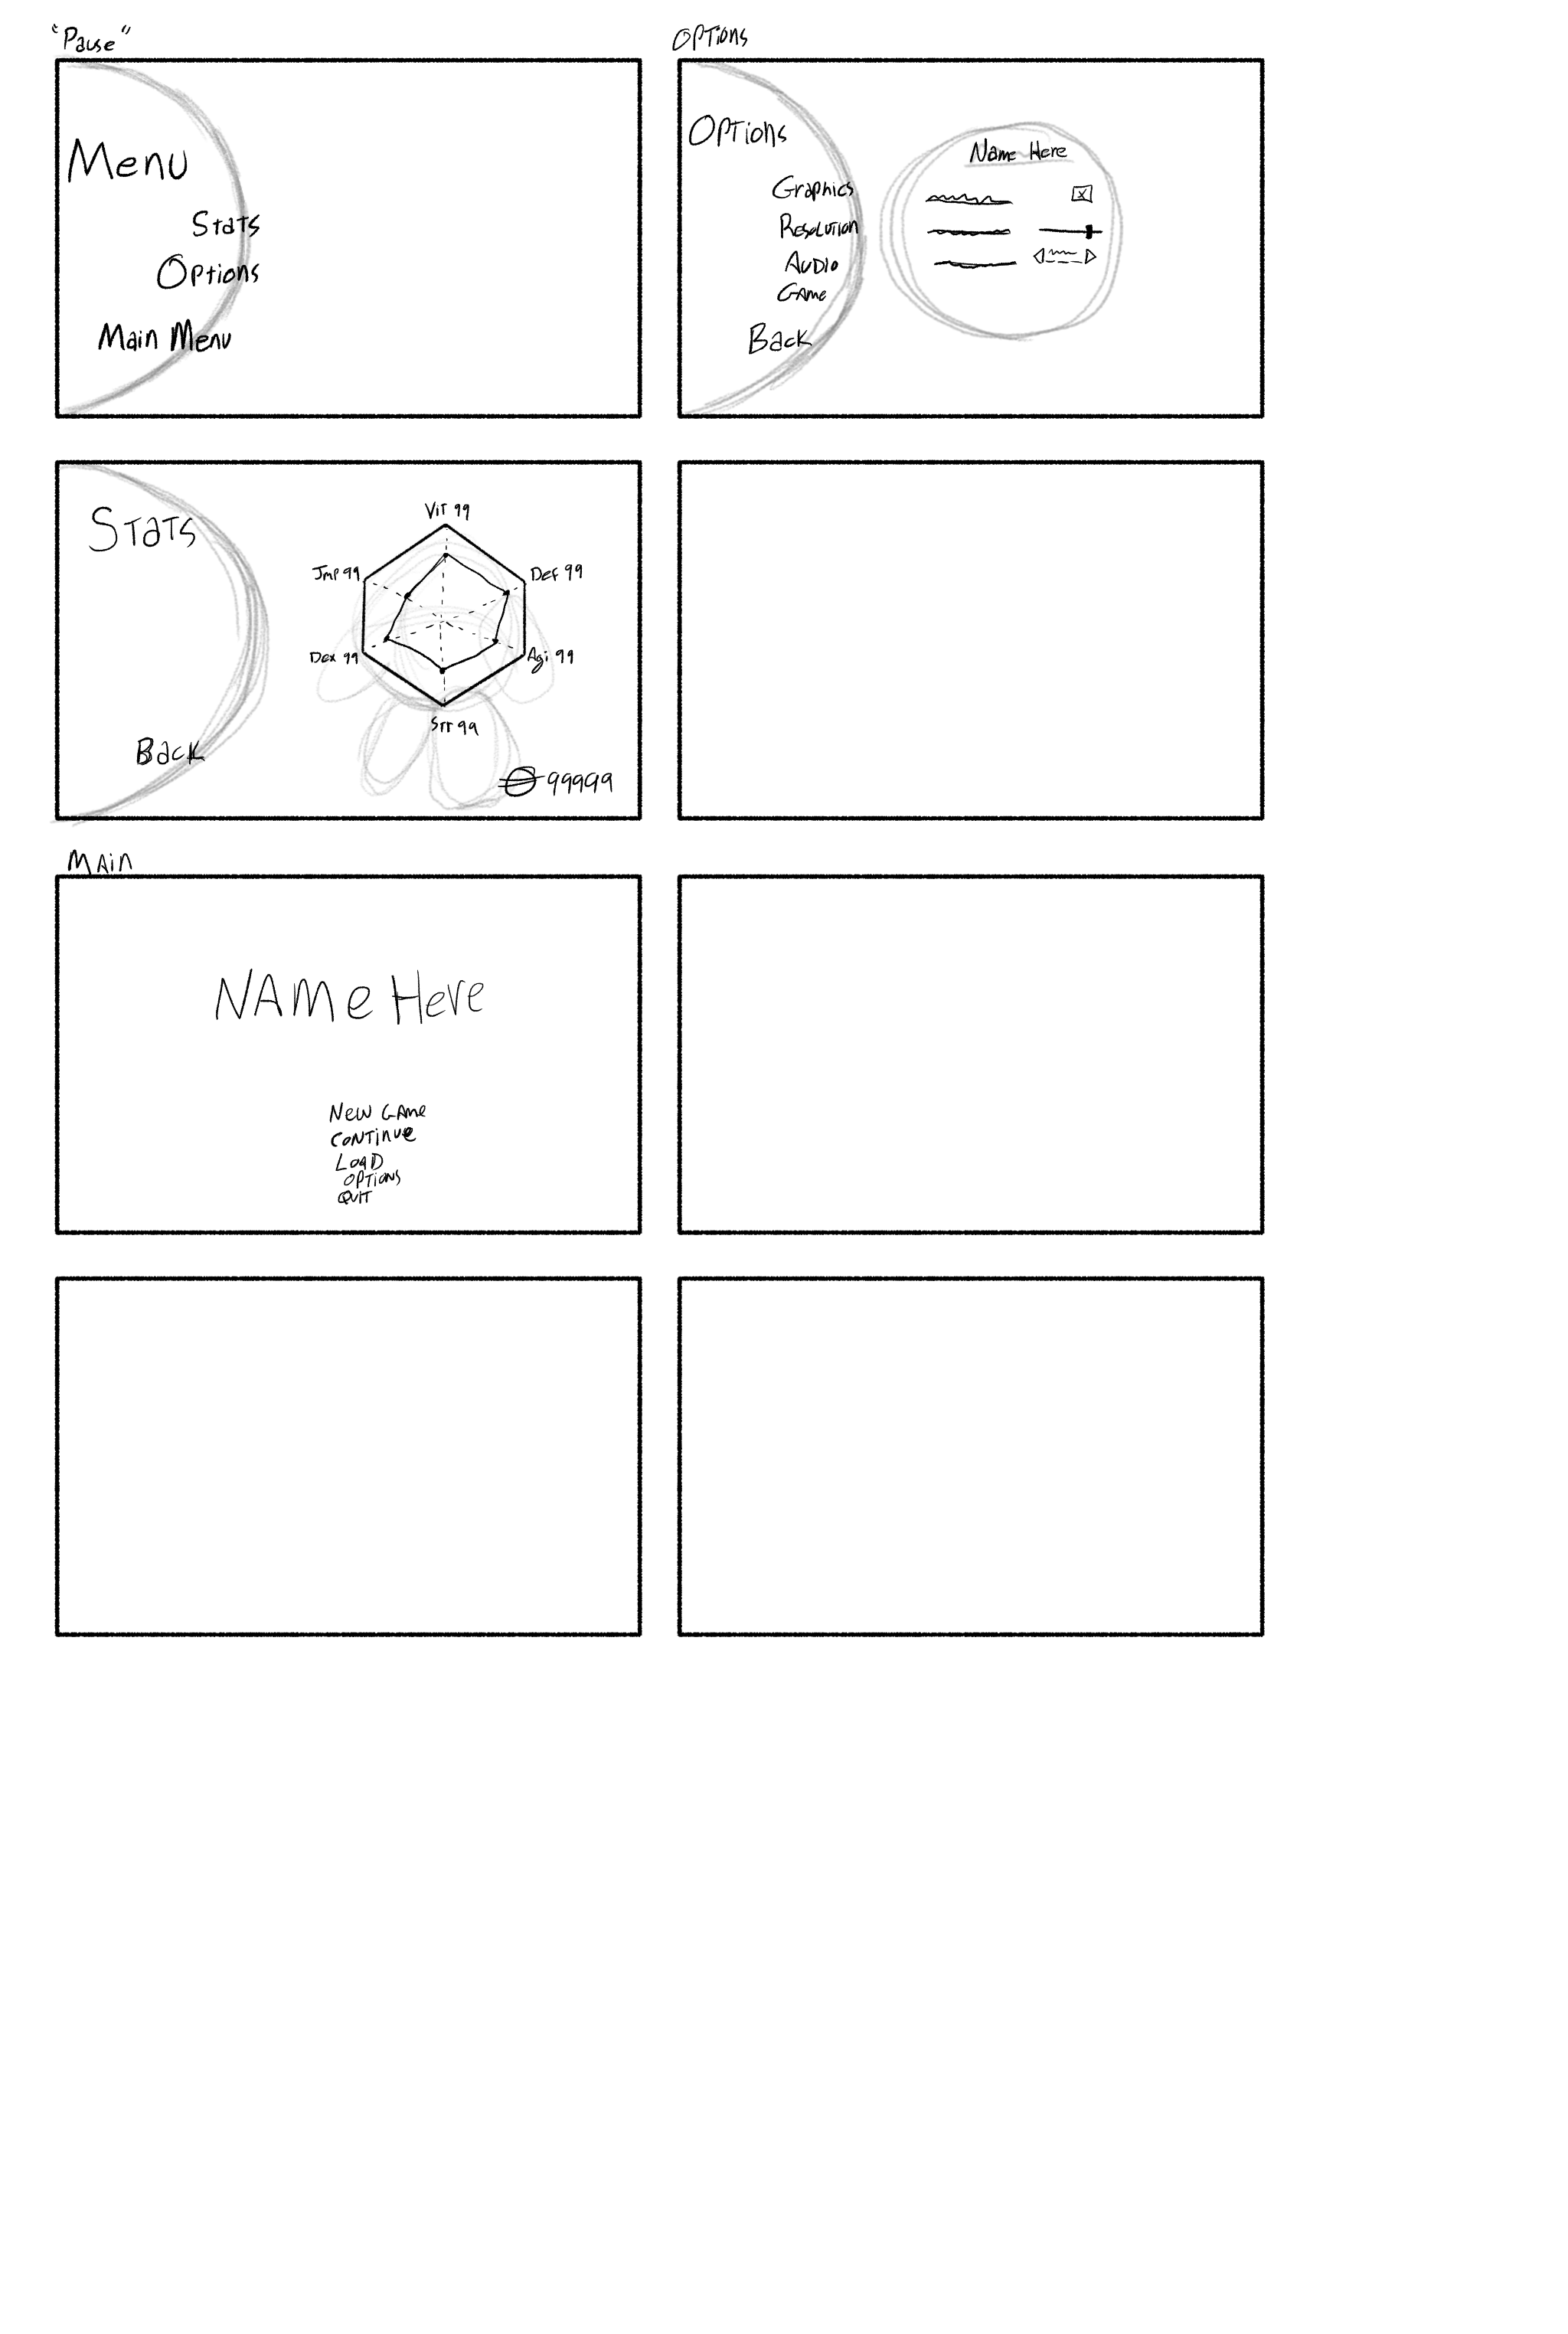 "Pause"
Menu
Stats
Options
Main Menu
Options
Options
Graphics
Resolution
Audio
Game
Back
Name Here
Stats
Back
Vit 99
Jmp 99
Def 99
Dex 99
Agi 99
Str 99
99999
Main
Name Here
New Game
Continue
Load
Options
Quit